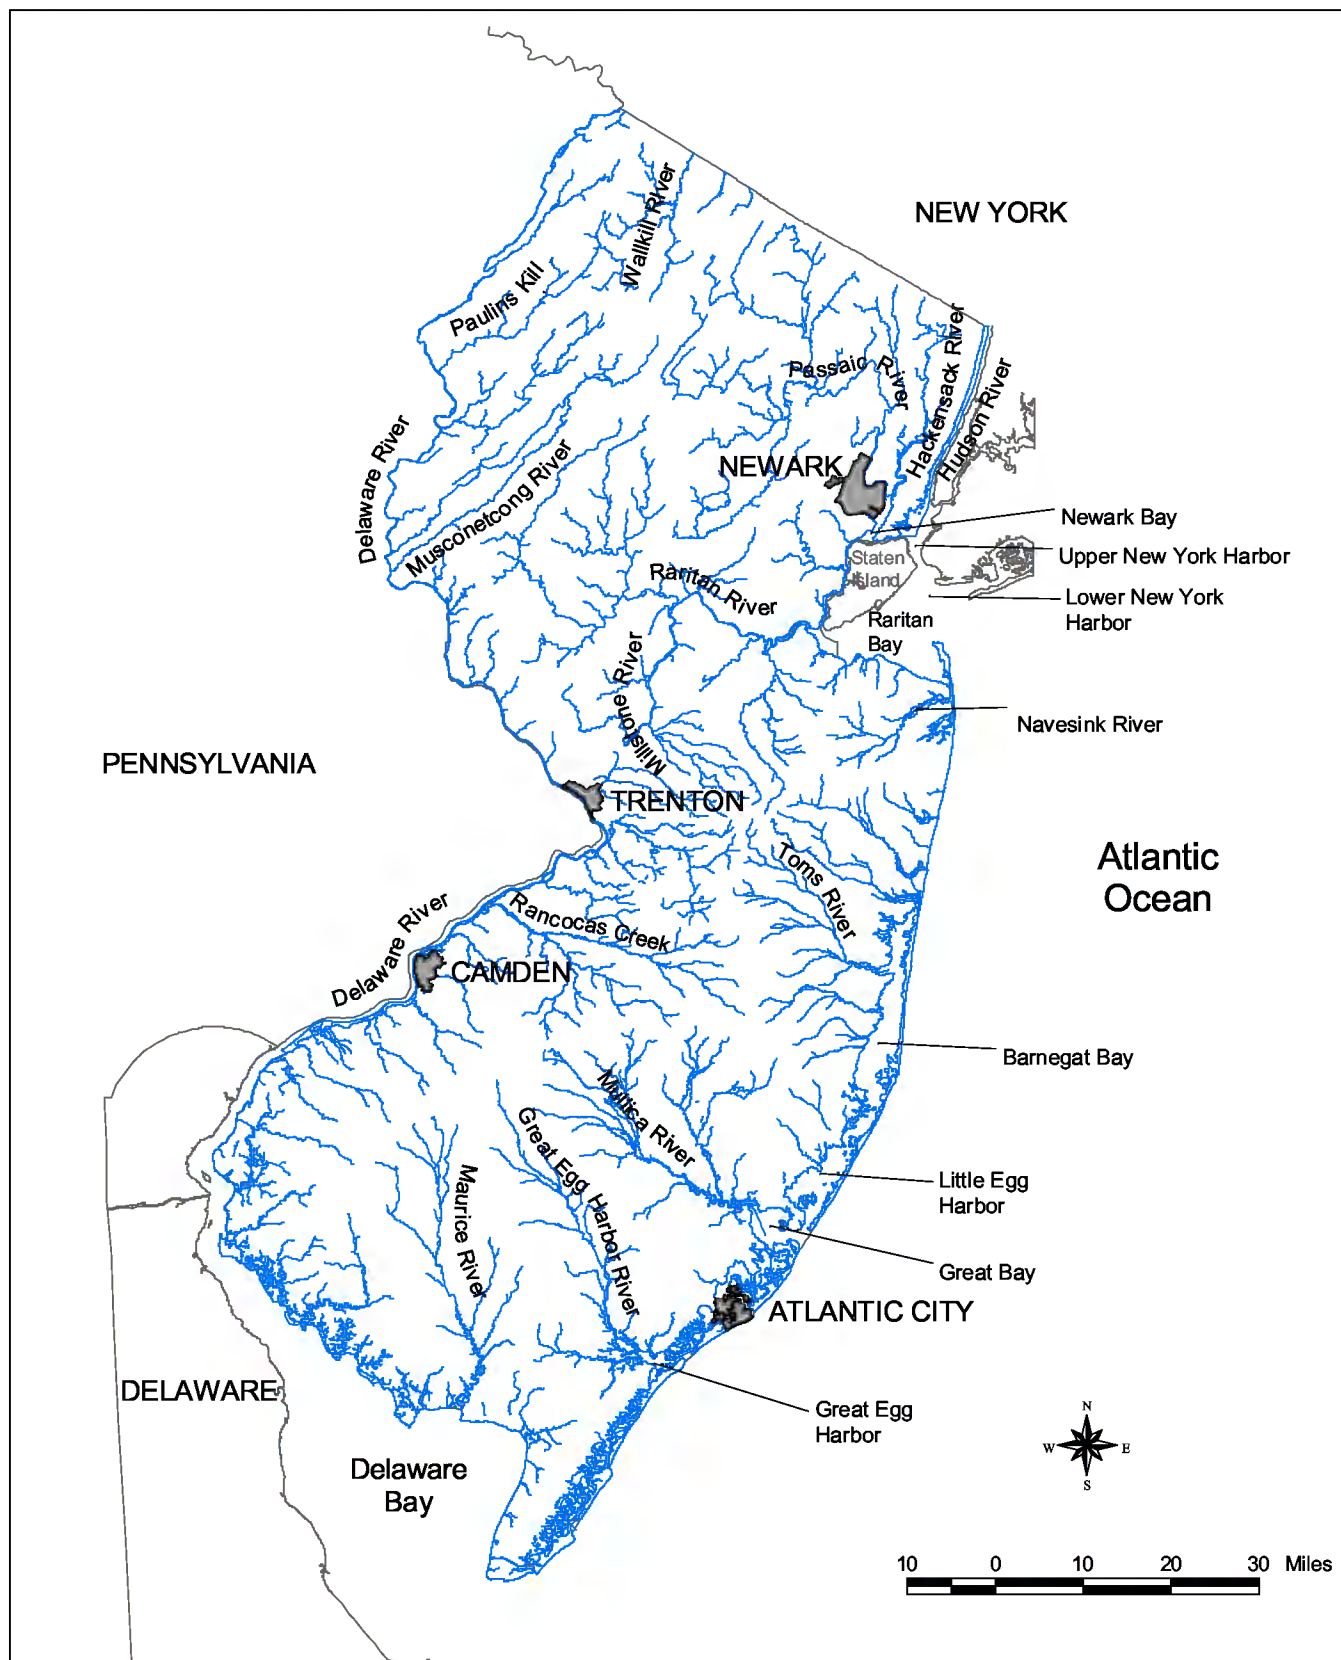 NEW YORK
Wallkill River
Paulins Kill
Passaic River
Hackensack River
Hudson River
Delaware River
Musconetcong River
NEWARK
Newark Bay
Upper New York Harbor
Staten
Island
Lower New York
Harbor
Raritan River
Raritan
Bay
Millstone River
Navesink River
PENNSYLVANIA
TRENTON
Atlantic
Ocean
Toms River
Rancocas Creek
Delaware River
CAMDEN
Barnegat Bay
Mullica River
Great Egg Harbor River
Maurice River
Little Egg
Harbor
Great Bay
ATLANTIC CITY
DELAWARE
Great Egg
Harbor
Delaware
Bay
N
W E
S
10 0 10 20 30 Miles